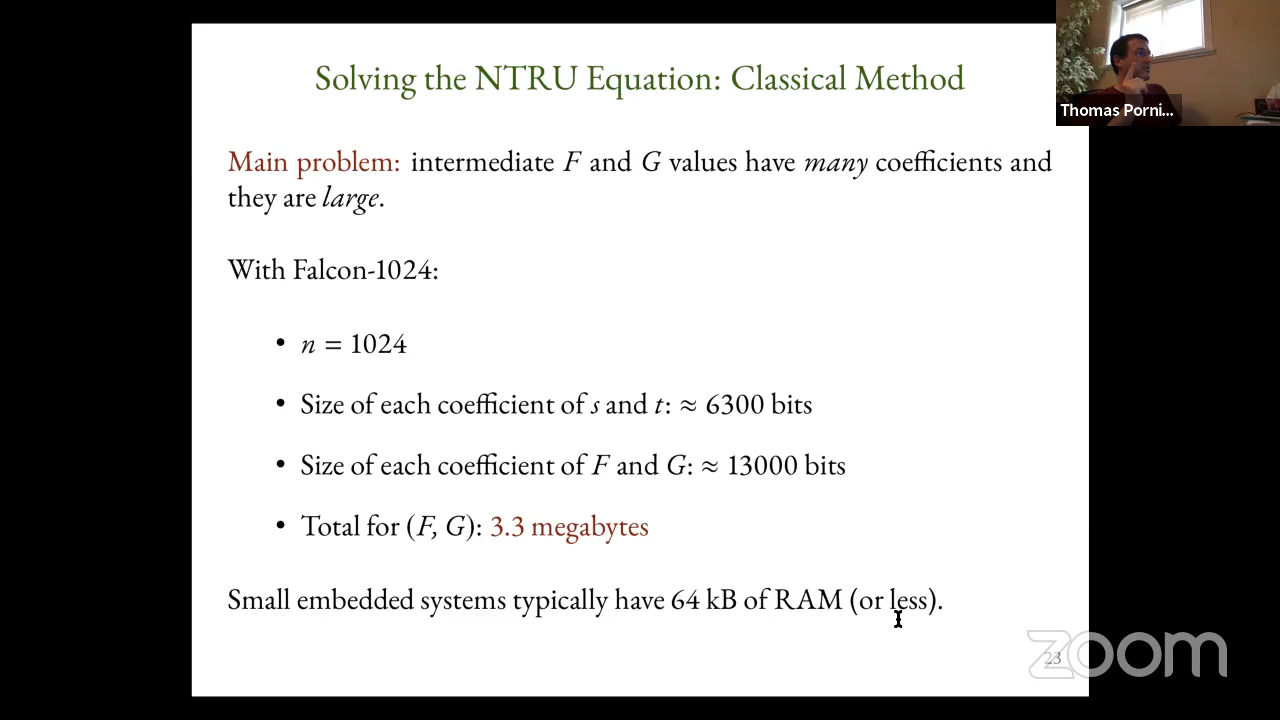 Solving the NTRU Equation: Classical Method
Thomas Porni...
Main problem: intermediate F and G values have many coefficients and
they are large.
With Falcon-1024:
• n = 1024
• Size of each coefficient of s and t: ≈ 6300 bits
• Size of each coefficient of F and G: ≈ 13000 bits
• Total for (F, G): 3.3 megabytes
Small embedded systems typically have 64 kB of RAM (or less).
23
zoom